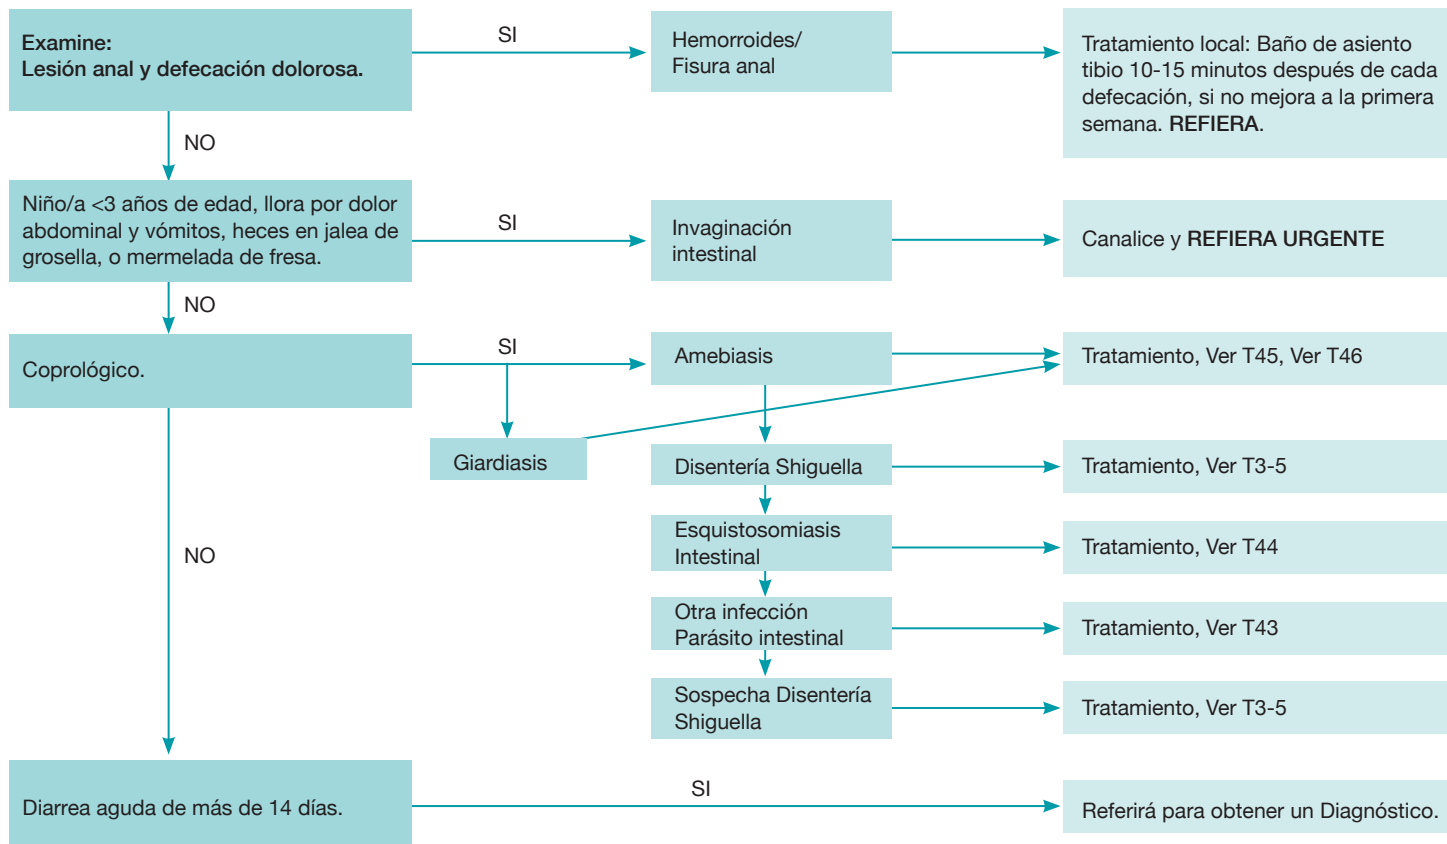 Examine:
Lesión anal y defecación dolorosa.
SI
Hemorroides/
Fisura anal
Tratamiento local: Baño de asiento
tibio 10-15 minutos después de cada
defecación, si no mejora a la primera
semana. REFIERA.
NO
Niño/a <3 años de edad, llora por dolor
abdominal y vómitos, heces en jalea de
grosella, o mermelada de fresa.
SI
Invaginación
intestinal
Canalice y REFIERA URGENTE
NO
Coprológico.
SI
Amebiasis
Tratamiento, Ver T45, Ver T46
Giardiasis
Disentería Shiguella
Tratamiento, Ver T3-5
Esquistosomiasis
Intestinal
Tratamiento, Ver T44
NO
Otra infección
Parásito intestinal
Tratamiento, Ver T43
Sospecha Disentería
Shiguella
Tratamiento, Ver T3-5
Diarrea aguda de más de 14 días.
SI
Referirá para obtener un Diagnóstico.